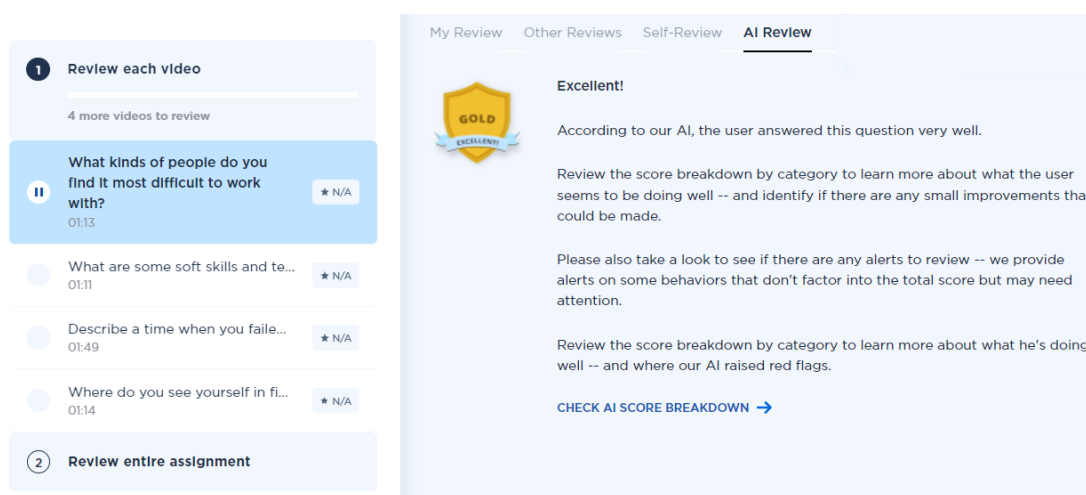 1 Review each video
4 more videos to review
What kinds of people do you
find it most difficult to work
with?
01:13
★ N/A
What are some soft skills and te...
01:11
★ N/A
Describe a time when you faile...
01:49
★ N/A
Where do you see yourself in fi...
01:14
★ N/A
2 Review entire assignment
My Review Other Reviews Self-Review AI Review
GOLD
EXCELLENT!
Excellent!
According to our AI, the user answered this question very well.
Review the score breakdown by category to learn more about what the user
seems to be doing well -- and identify if there are any small improvements tha
could be made.
Please also take a look to see if there are any alerts to review -- we provide
alerts on some behaviors that don't factor into the total score but may need
attention.
Review the score breakdown by category to learn more about what he's doing
well -- and where our AI raised red flags.
CHECK AI SCORE BREAKDOWN →